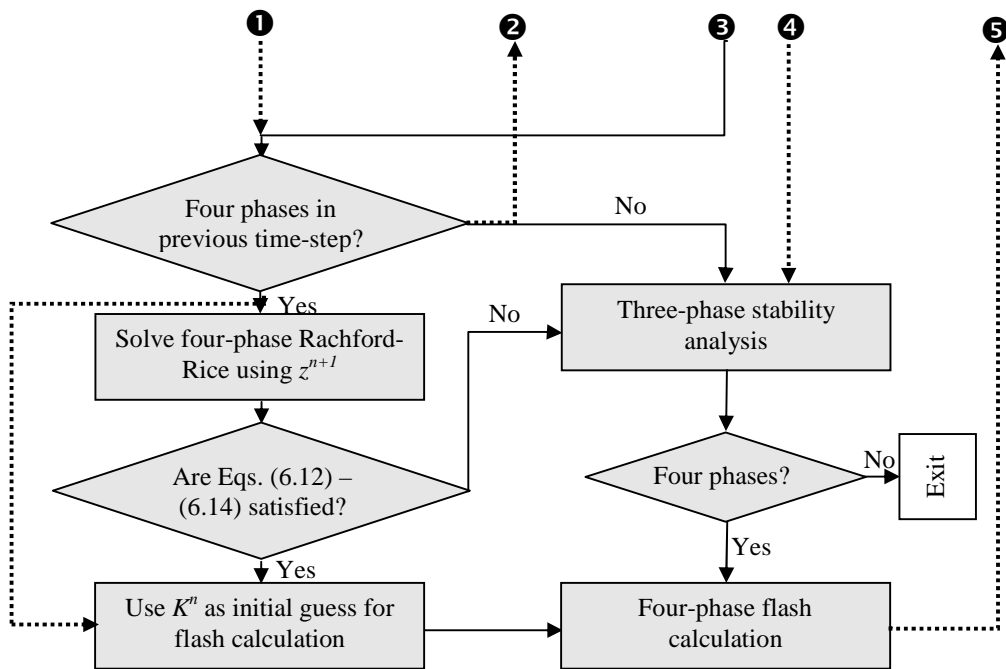 ❶
❷
❸
❹
❺
Four phases in
previous time-step?
No
Yes
Solve four-phase Rachford-
Rice using z^{n+1}
No
Three-phase stability
analysis
Are Eqs. (6.12) –
(6.14) satisfied?
Four phases?
No
Exit
Yes
Yes
Use K^n as initial guess for
flash calculation
Four-phase flash
calculation